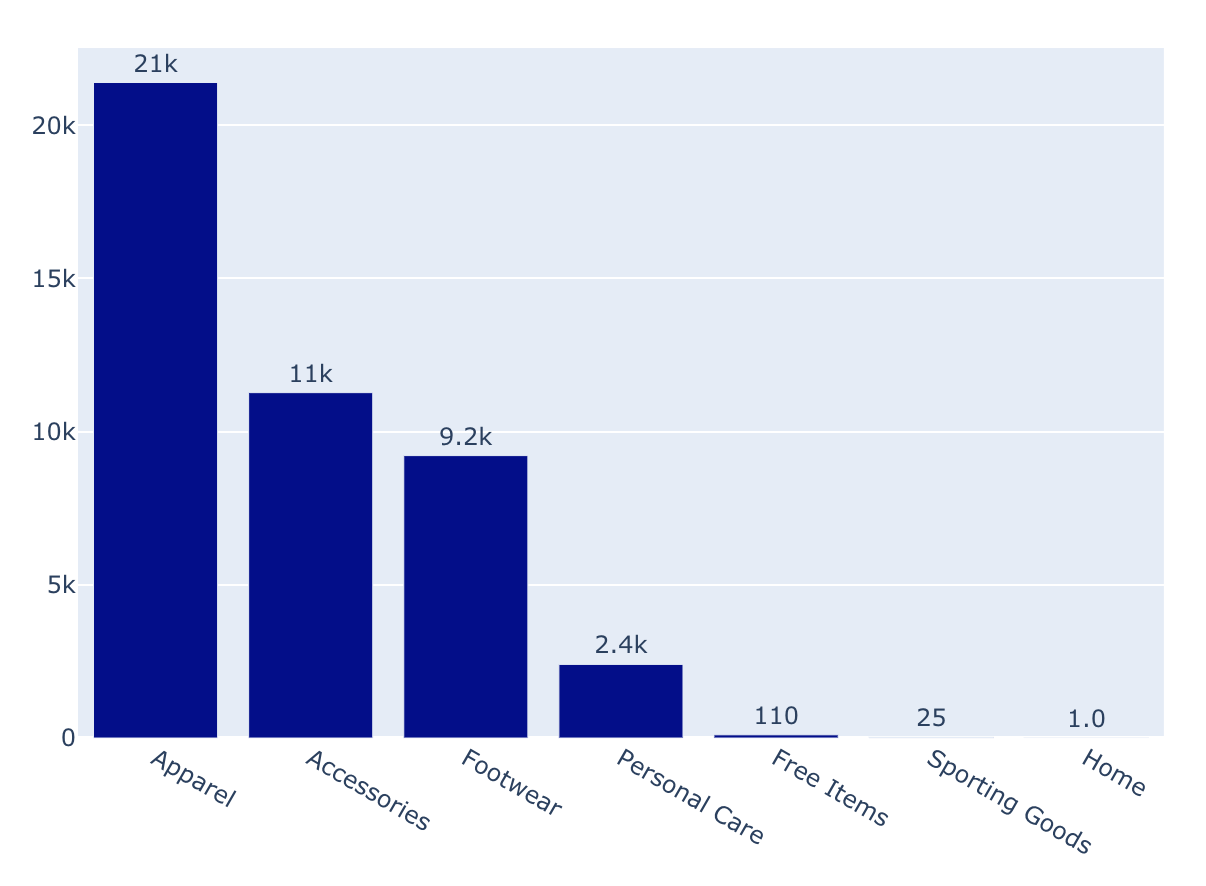 21k
20k
15k
11k
10k
9.2k
5k
2.4k
110
25
1.0
0
Apparel
Accessories
Footwear
Personal Care
Free Items
Sporting Goods
Home